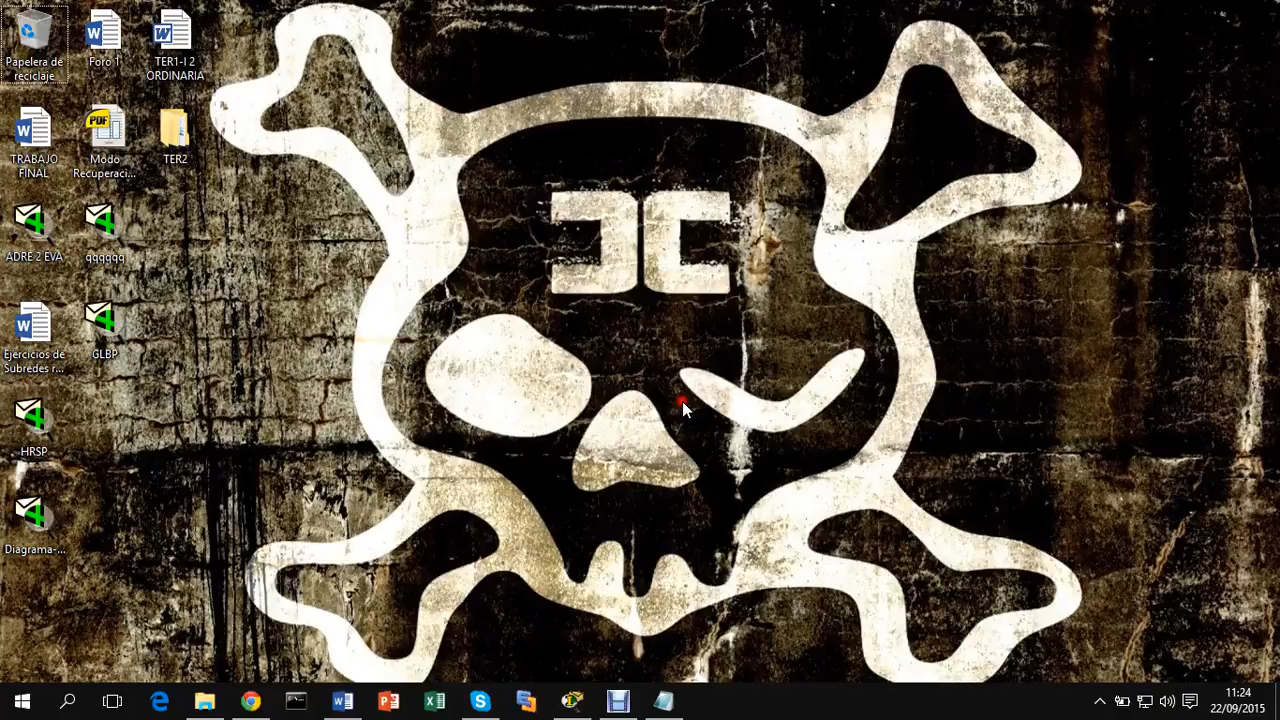 Papelera de
reciclaje
Foro 1
TER1-I 2
ORDINARIA
TRABAJO
FINAL
PDF
Modo
Recuperaci...
TER2
ADRE 2 EVA
qqqqqq
Ejercicios de
Subredes r...
GLBP
HRSP
Diagrama-...
11:24
22/09/2015